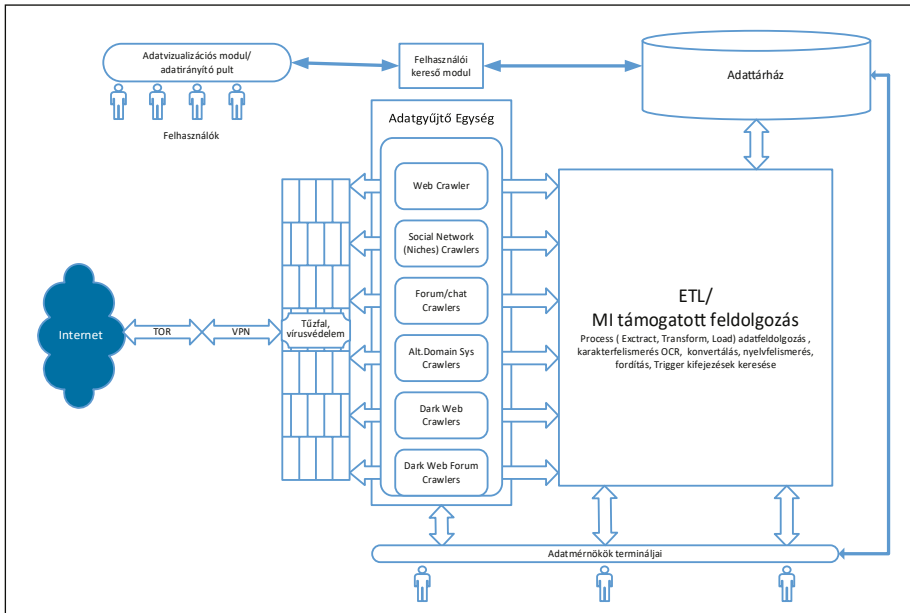 Adatvizualizációs modul/
adatirányító pult
Felhasználói
kereső modul
Adattárház
Felhasználók
Adatgyűjtő Egység
Web Crawler
Social Network
(Niches) Crawlers
Forum/chat
Crawlers
Alt.Domain Sys
Crawlers
Dark Web
Crawlers
Dark Web Forum
Crawlers
Internet
TOR
VPN
Tűzfal,
vírusvédelem
ETL/
MI támogatott feldolgozás
Process ( Exctract, Transform, Load) adatfeldolgozás ,
karakterfelismerés OCR, konvertálás, nyelvfelismerés,
fordítás, Trigger kifejezések keresése
Adatmérnökök termináljai